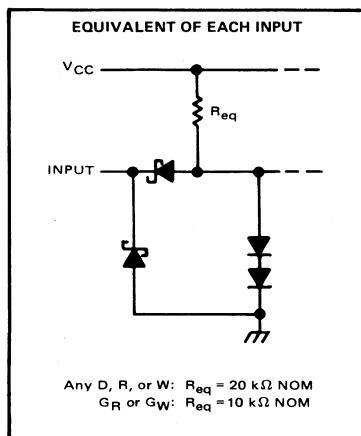 EQUIVALENT OF EACH INPUT
VCC
Req
INPUT
Any D, R, or W: Req = 20 kΩ NOM
GR or GW: Req = 10 kΩ NOM